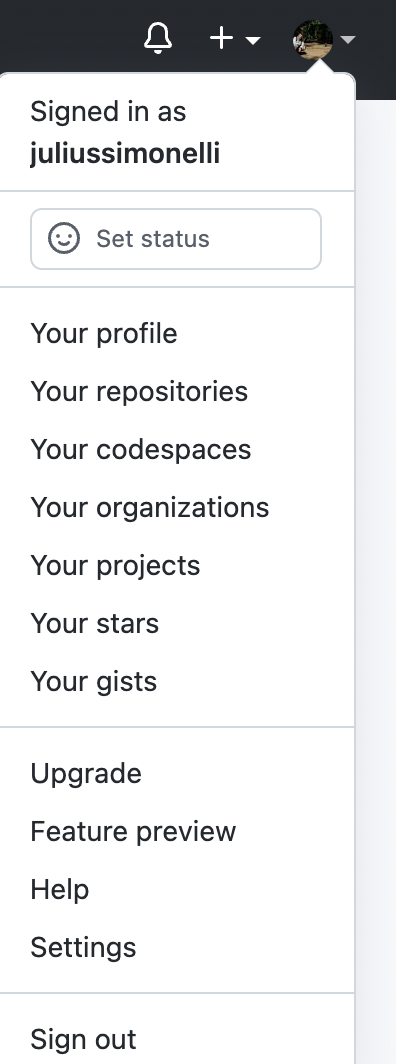 Signed in as
juliussimonelli
Set status
Your profile
Your repositories
Your codespaces
Your organizations
Your projects
Your stars
Your gists
Upgrade
Feature preview
Help
Settings
Sign out